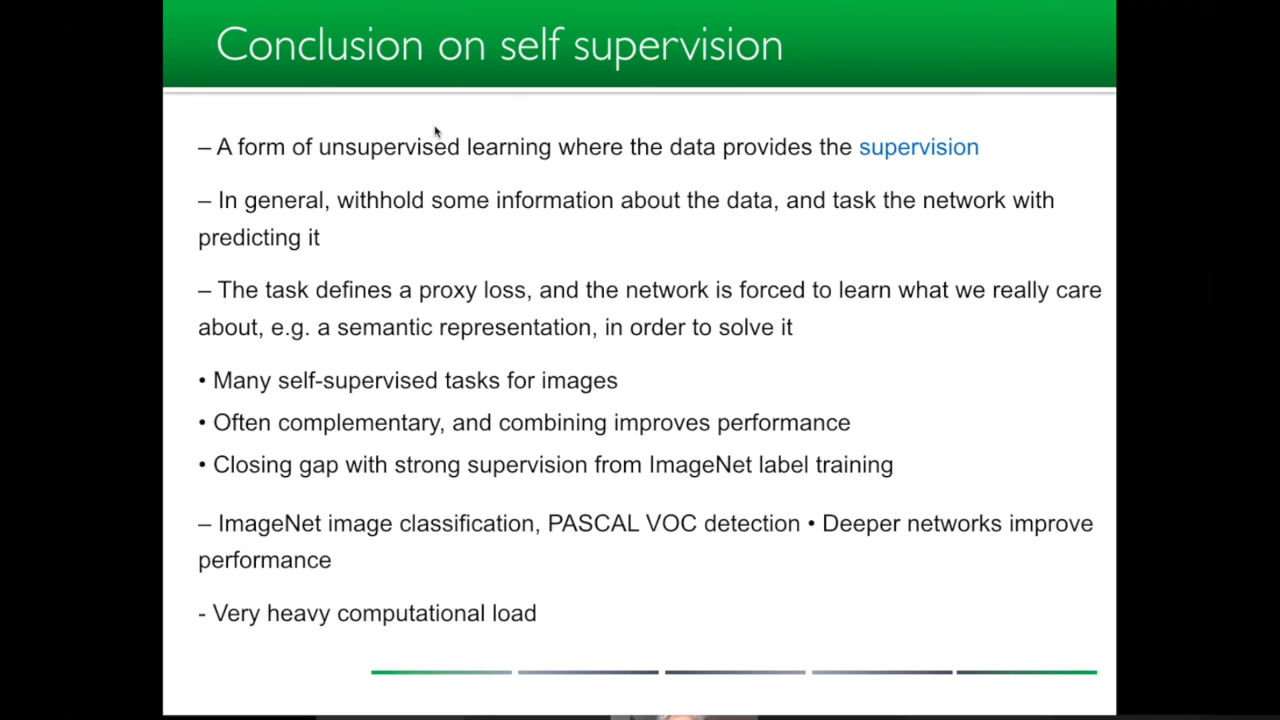 Conclusion on self supervision
– A form of unsupervised learning where the data provides the supervision
– In general, withhold some information about the data, and task the network with
predicting it
– The task defines a proxy loss, and the network is forced to learn what we really care
about, e.g. a semantic representation, in order to solve it
• Many self-supervised tasks for images
• Often complementary, and combining improves performance
• Closing gap with strong supervision from ImageNet label training
– ImageNet image classification, PASCAL VOC detection • Deeper networks improve
performance
- Very heavy computational load